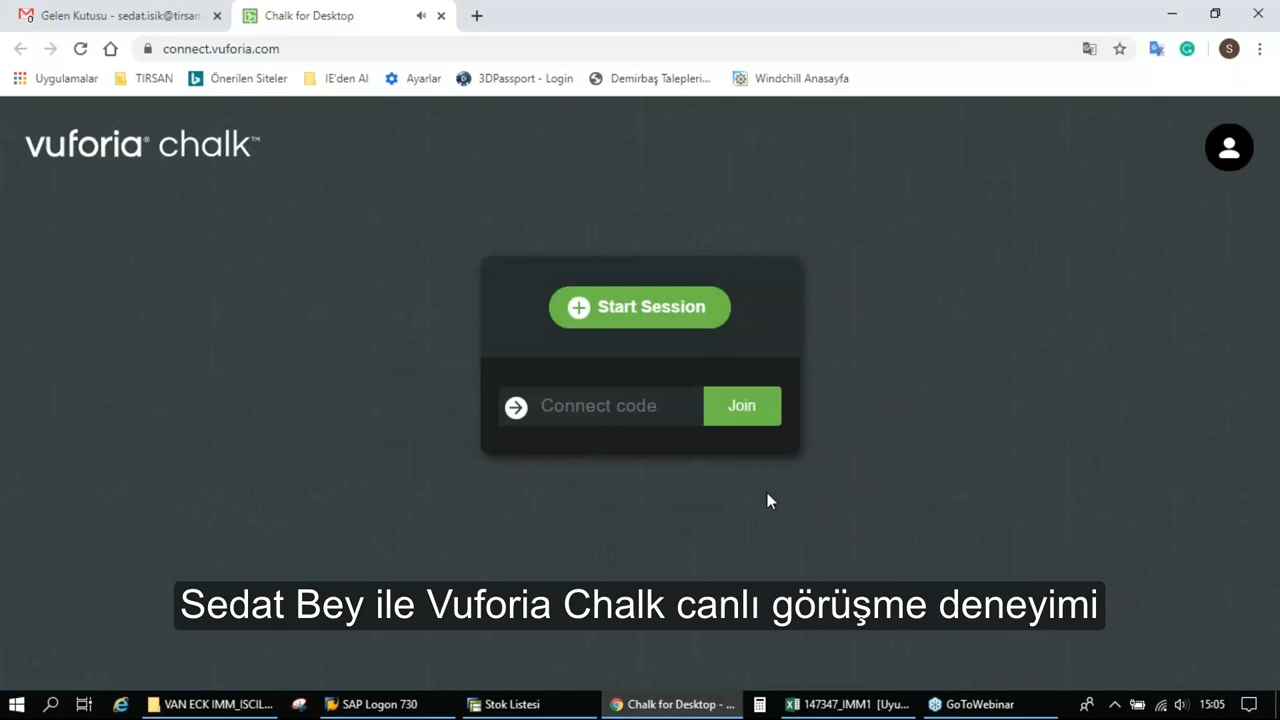 Gelen Kutusu - sedat.isik@tirsan.
Chalk for Desktop
connect.vuforia.com
S
Uygulamalar
TIRSAN
Önerilen Siteler
IE'den Al
Ayarlar
3DPassport - Login
Demirbaş Talepleri...
Windchill Anasayfa
vuforia® chalk™
Start Session
Connect code
Join
Sedat Bey ile Vuforia Chalk canlı görüşme deneyimi
VAN ECK IMM_ISCIL...
SAP Logon 730
Stok Listesi
Chalk for Desktop - ...
147347_IMM1 [Uyu...
GoToWebinar
15:05